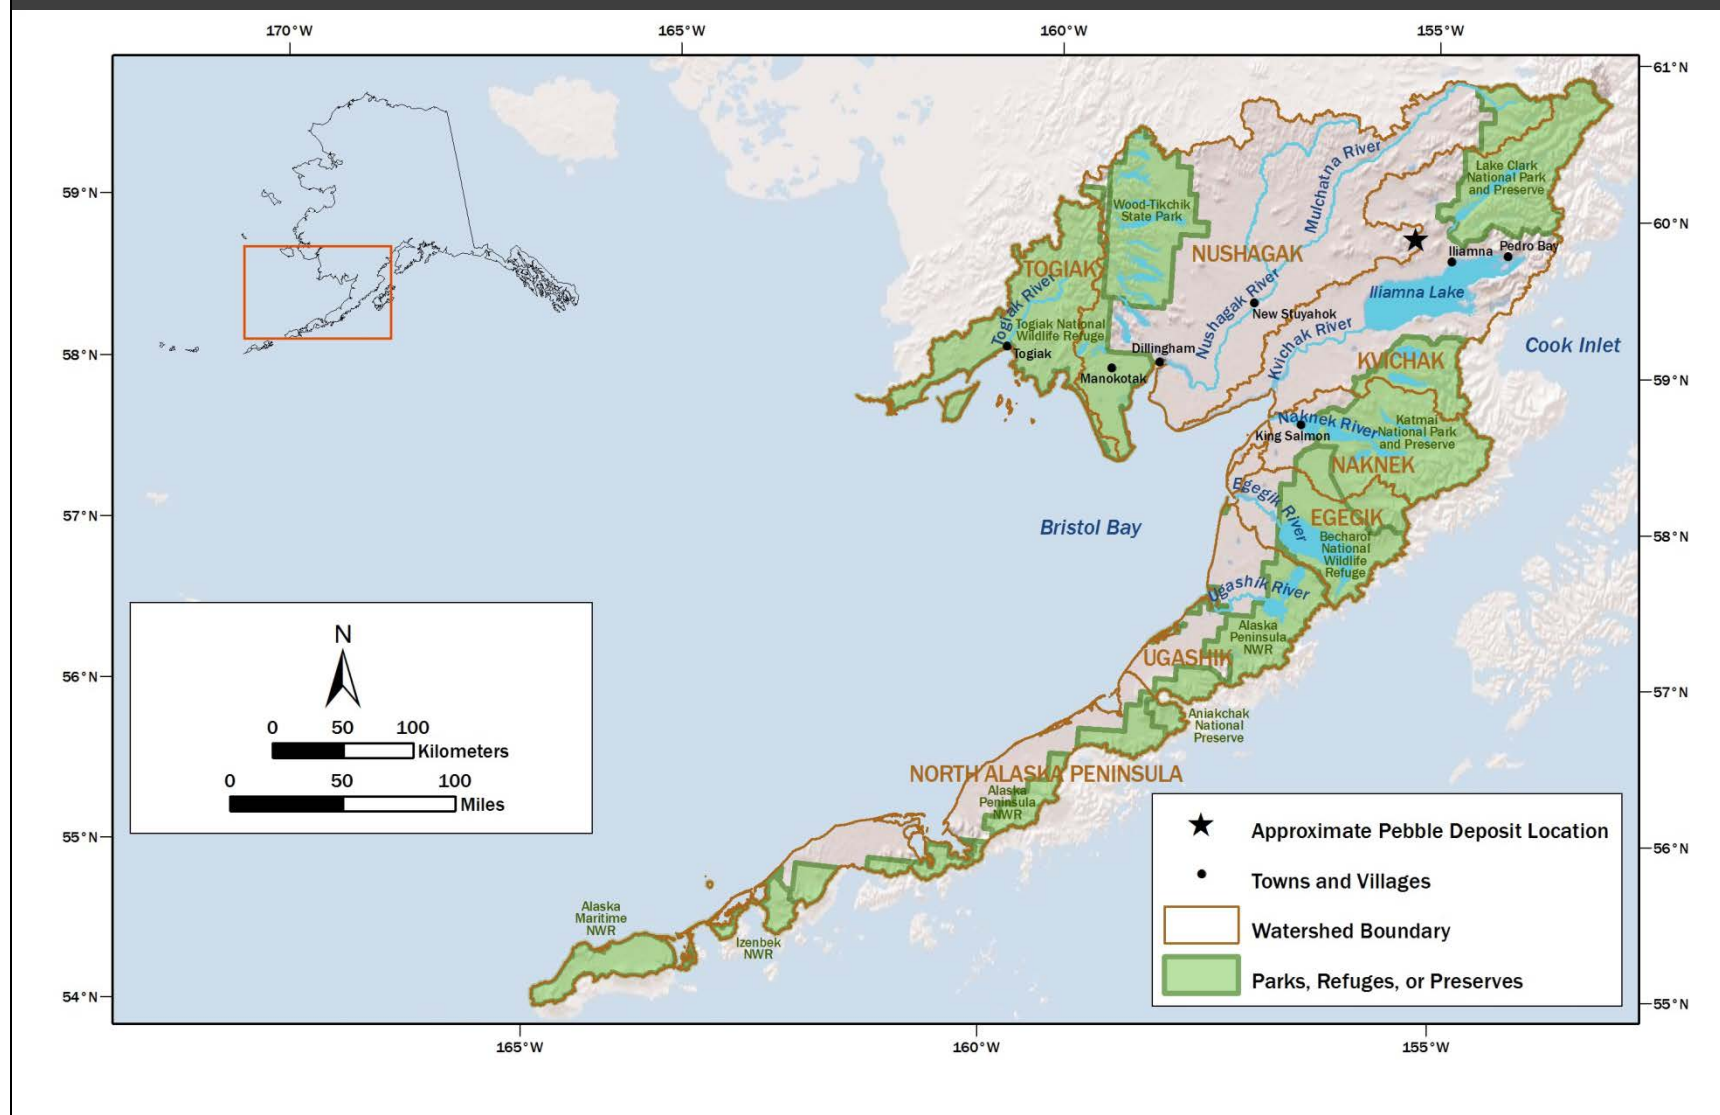 170°W
165°W
160°W
155°W
61°N
59°N
60°N
58°N
59°N
57°N
58°N
56°N
57°N
55°N
56°N
54°N
55°N
165°W
160°W
155°W
Mulchatna River
Lake Clark
National Park
and Preserve
Wood-Tikchik
State Park
NUSHAGAK
TOGIAK
Togiak River
Togiak National
Wildlife Refuge
Togiak
Nushagak River
New Stuyahok
Iliamna
Pedro Bay
Iliamna Lake
Kvichak River
Dillingham
Manokotak
KVICHAK
Cook Inlet
Naknek River
King Salmon
Katmai
National Park
and Preserve
NAKNEK
Egegik River
EGEGIK
Becharof
National
Wildlife
Refuge
Bristol Bay
Ugashik River
Alaska
Peninsula
NWR
UGASHIK
Aniakchak
National
Preserve
NORTH ALASKA PENINSULA
Alaska
Peninsula
NWR
Alaska
Maritime
NWR
Izenbek
NWR
N
0 50 100
Kilometers
0 50 100
Miles
Approximate Pebble Deposit Location
Towns and Villages
Watershed Boundary
Parks, Refuges, or Preserves